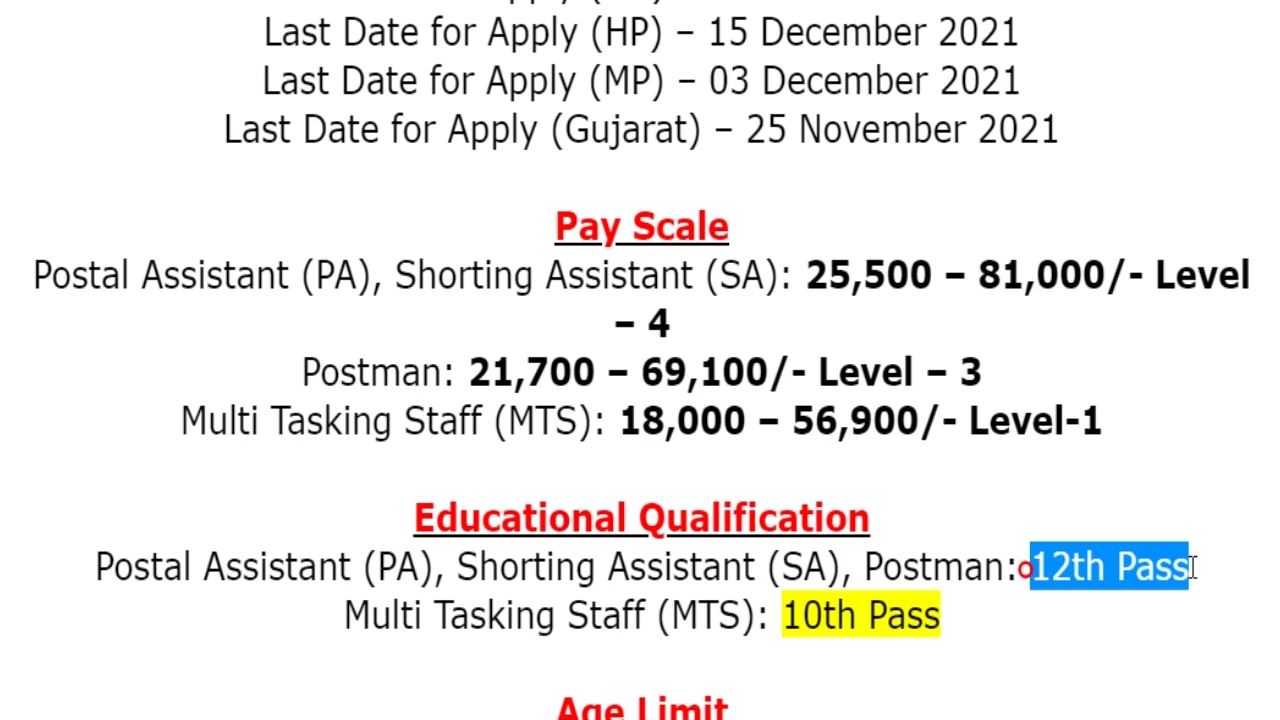 Last Date for Apply (HP) – 15 December 2021
Last Date for Apply (MP) – 03 December 2021
Last Date for Apply (Gujarat) – 25 November 2021
Pay Scale
Postal Assistant (PA), Shorting Assistant (SA): 25,500 – 81,000/- Level
– 4
Postman: 21,700 – 69,100/- Level – 3
Multi Tasking Staff (MTS): 18,000 – 56,900/- Level-1
Educational Qualification
Postal Assistant (PA), Shorting Assistant (SA), Postman: 12th Pass
Multi Tasking Staff (MTS): 10th Pass
Age Limit